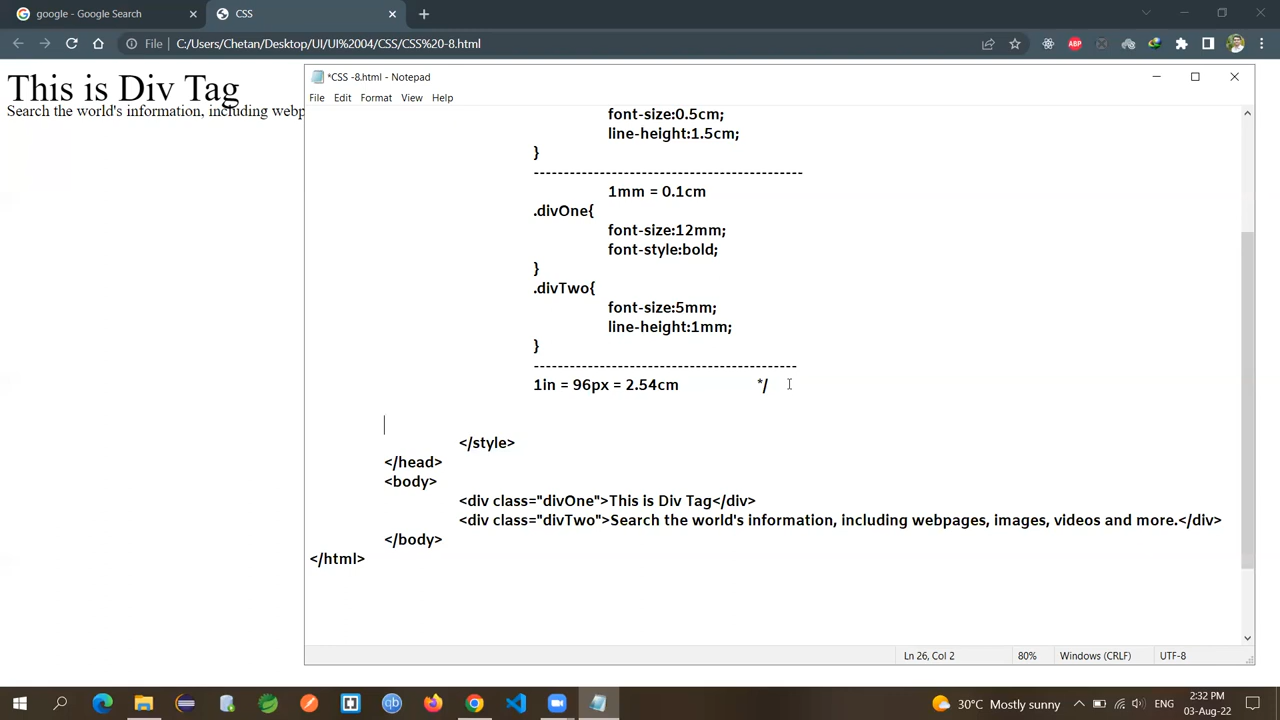 google - Google Search
CSS
File
C:/Users/Chetan/Desktop/UI/UI%2004/CSS/CSS%20-8.html
ABP
This is Div Tag
Search the world's information, including webp
*CSS -8.html - Notepad
File Edit Format View Help
font-size:0.5cm;
line-height:1.5cm;
}
---------------------------------------------
1mm = 0.1cm
.divOne{
font-size:12mm;
font-style:bold;
}
.divTwo{
font-size:5mm;
line-height:1mm;
}
--------------------------------------------
1in = 96px = 2.54cm */
</style>
</head>
<body>
<div class="divOne">This is Div Tag</div>
<div class="divTwo">Search the world's information, including webpages, images, videos and more.</div>
</body>
</html>
Ln 26, Col 2
80%
Windows (CRLF)
UTF-8
qb
30°C Mostly sunny
ENG
2:32 PM
03-Aug-22